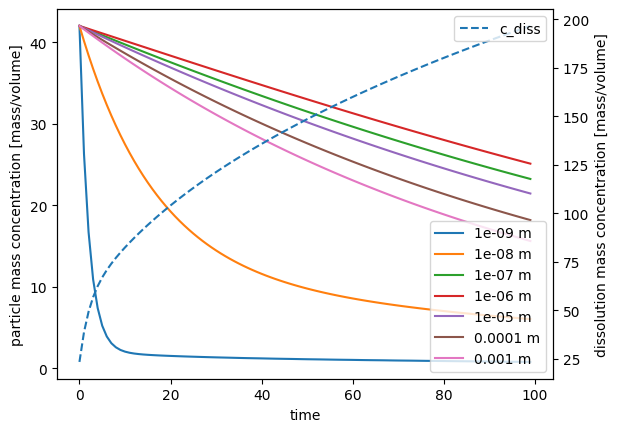 particle mass concentration [mass/volume]
40
30
20
10
0
0
20
40
60
80
100
time
200
175
150
125
100
75
50
25
dissolution mass concentration [mass/volume]
c_diss
1e-09 m
1e-08 m
1e-07 m
1e-06 m
1e-05 m
0.0001 m
0.001 m